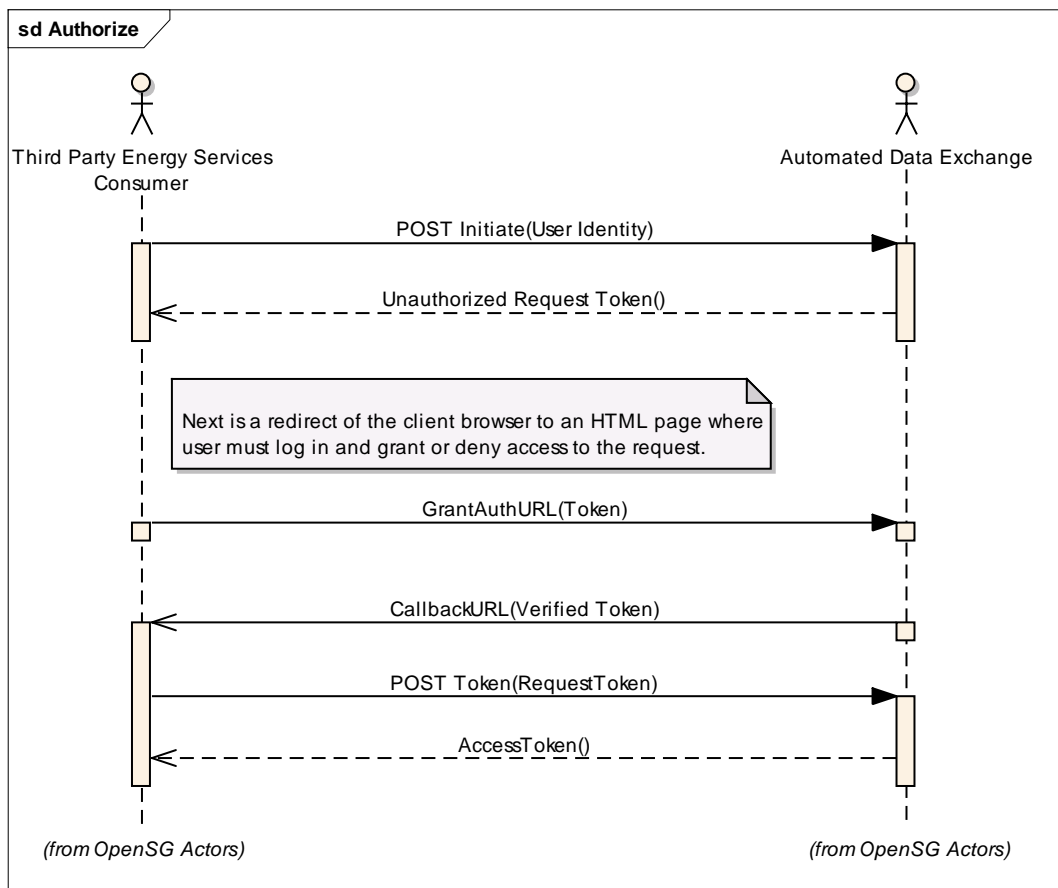 sd Authorize
Third Party Energy Services
Consumer
Automated Data Exchange
POST Initiate(User Identity)
Unauthorized Request Token()
Next is a redirect of the client browser to an HTML page where
user must log in and grant or deny access to the request.
GrantAuthURL(Token)
CallbackURL(Verified Token)
POST Token(RequestToken)
AccessToken()
(from OpenSG Actors)
(from OpenSG Actors)